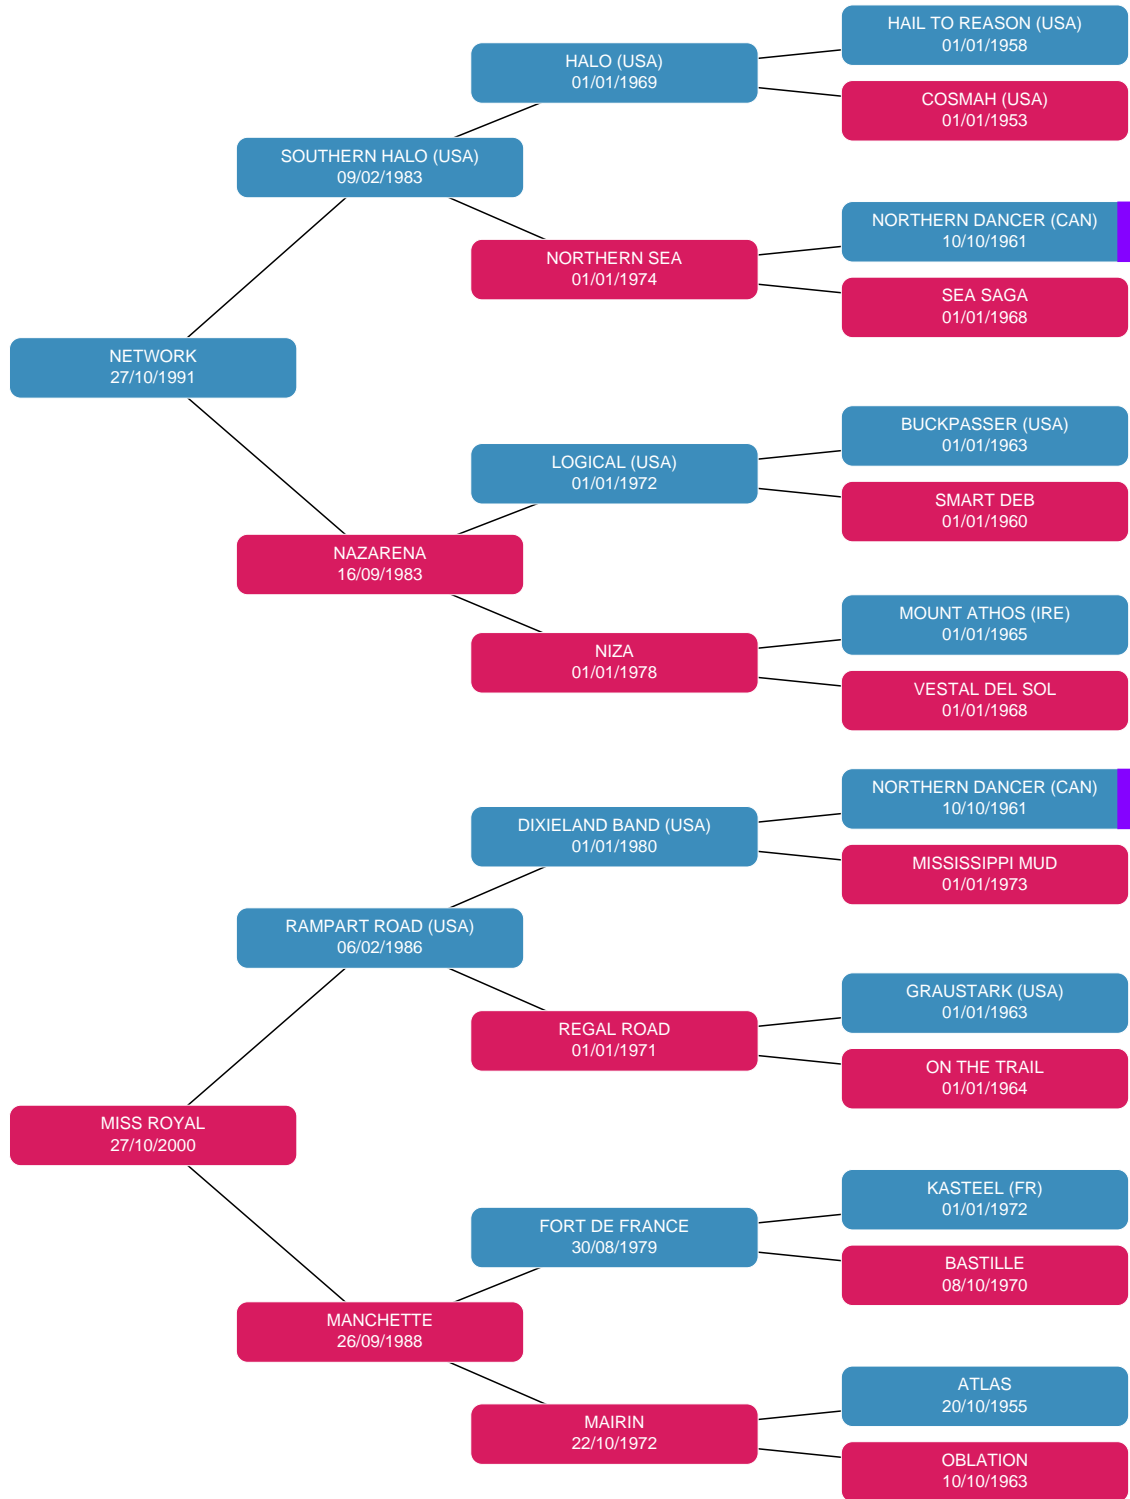 HAIL TO REASON (USA)
01/01/1958
HALO (USA)
01/01/1969
COSMAH (USA)
01/01/1953
SOUTHERN HALO (USA)
09/02/1983
NORTHERN DANCER (CAN)
10/10/1961
NORTHERN SEA
01/01/1974
SEA SAGA
01/01/1968
NETWORK
27/10/1991
BUCKPASSER (USA)
01/01/1963
LOGICAL (USA)
01/01/1972
SMART DEB
01/01/1960
NAZARENA
16/09/1983
MOUNT ATHOS (IRE)
01/01/1965
NIZA
01/01/1978
VESTAL DEL SOL
01/01/1968
NORTHERN DANCER (CAN)
10/10/1961
DIXIELAND BAND (USA)
01/01/1980
MISSISSIPPI MUD
01/01/1973
RAMPART ROAD (USA)
06/02/1986
GRAUSTARK (USA)
01/01/1963
REGAL ROAD
01/01/1971
ON THE TRAIL
01/01/1964
MISS ROYAL
27/10/2000
KASTEEL (FR)
01/01/1972
FORT DE FRANCE
30/08/1979
BASTILLE
08/10/1970
MANCHETTE
26/09/1988
ATLAS
20/10/1955
MAIRIN
22/10/1972
OBLATION
10/10/1963